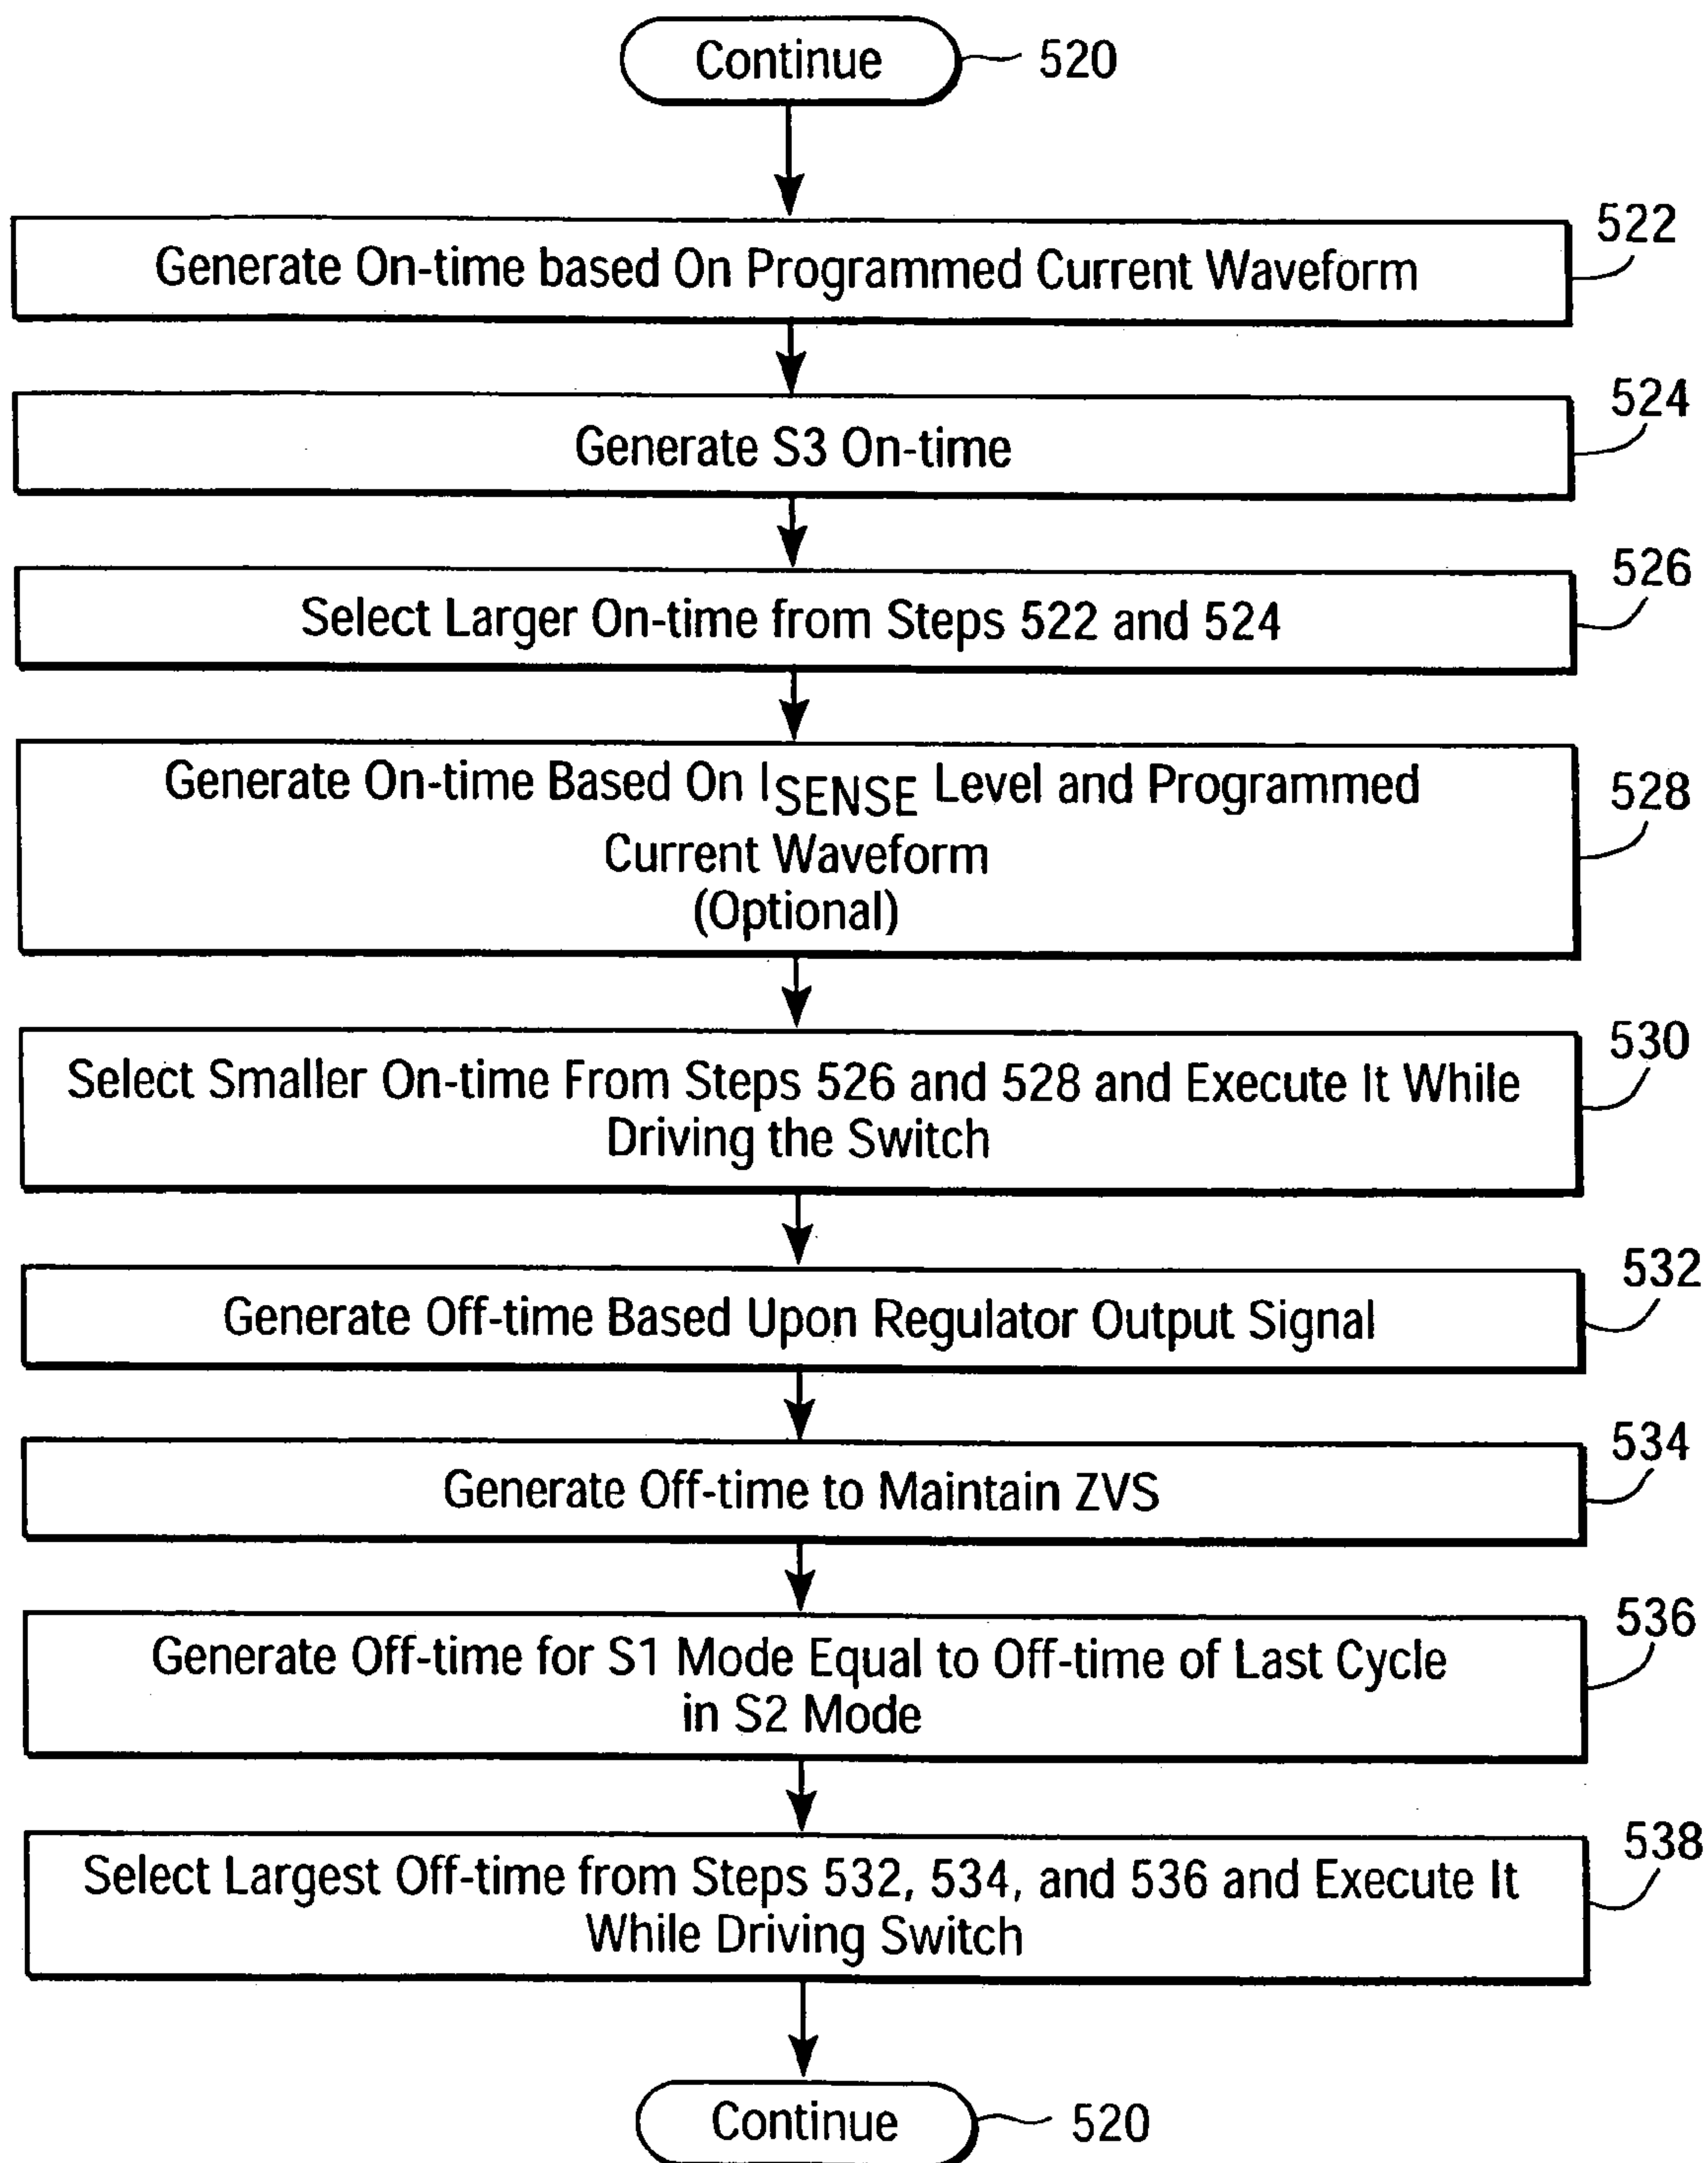 Continue
520
Generate On-time based On Programmed Current Waveform
522
Generate S3 On-time
524
Select Larger On-time from Steps 522 and 524
526
Generate On-time Based On ISENSE Level and Programmed
Current Waveform
(Optional)
528
Select Smaller On-time From Steps 526 and 528 and Execute It While
Driving the Switch
530
Generate Off-time Based Upon Regulator Output Signal
532
Generate Off-time to Maintain ZVS
534
Generate Off-time for S1 Mode Equal to Off-time of Last Cycle
in S2 Mode
536
Select Largest Off-time from Steps 532, 534, and 536 and Execute It
While Driving Switch
538
Continue
520